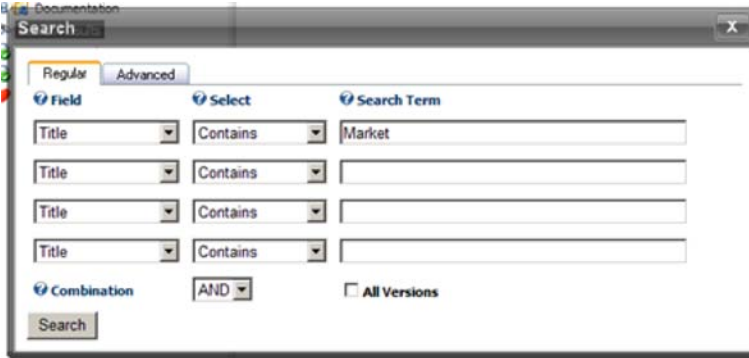 Documentation
Search
X
Regular Advanced
Field Select Search Term
Title Contains Market
Title Contains
Title Contains
Title Contains
Combination AND All Versions
Search